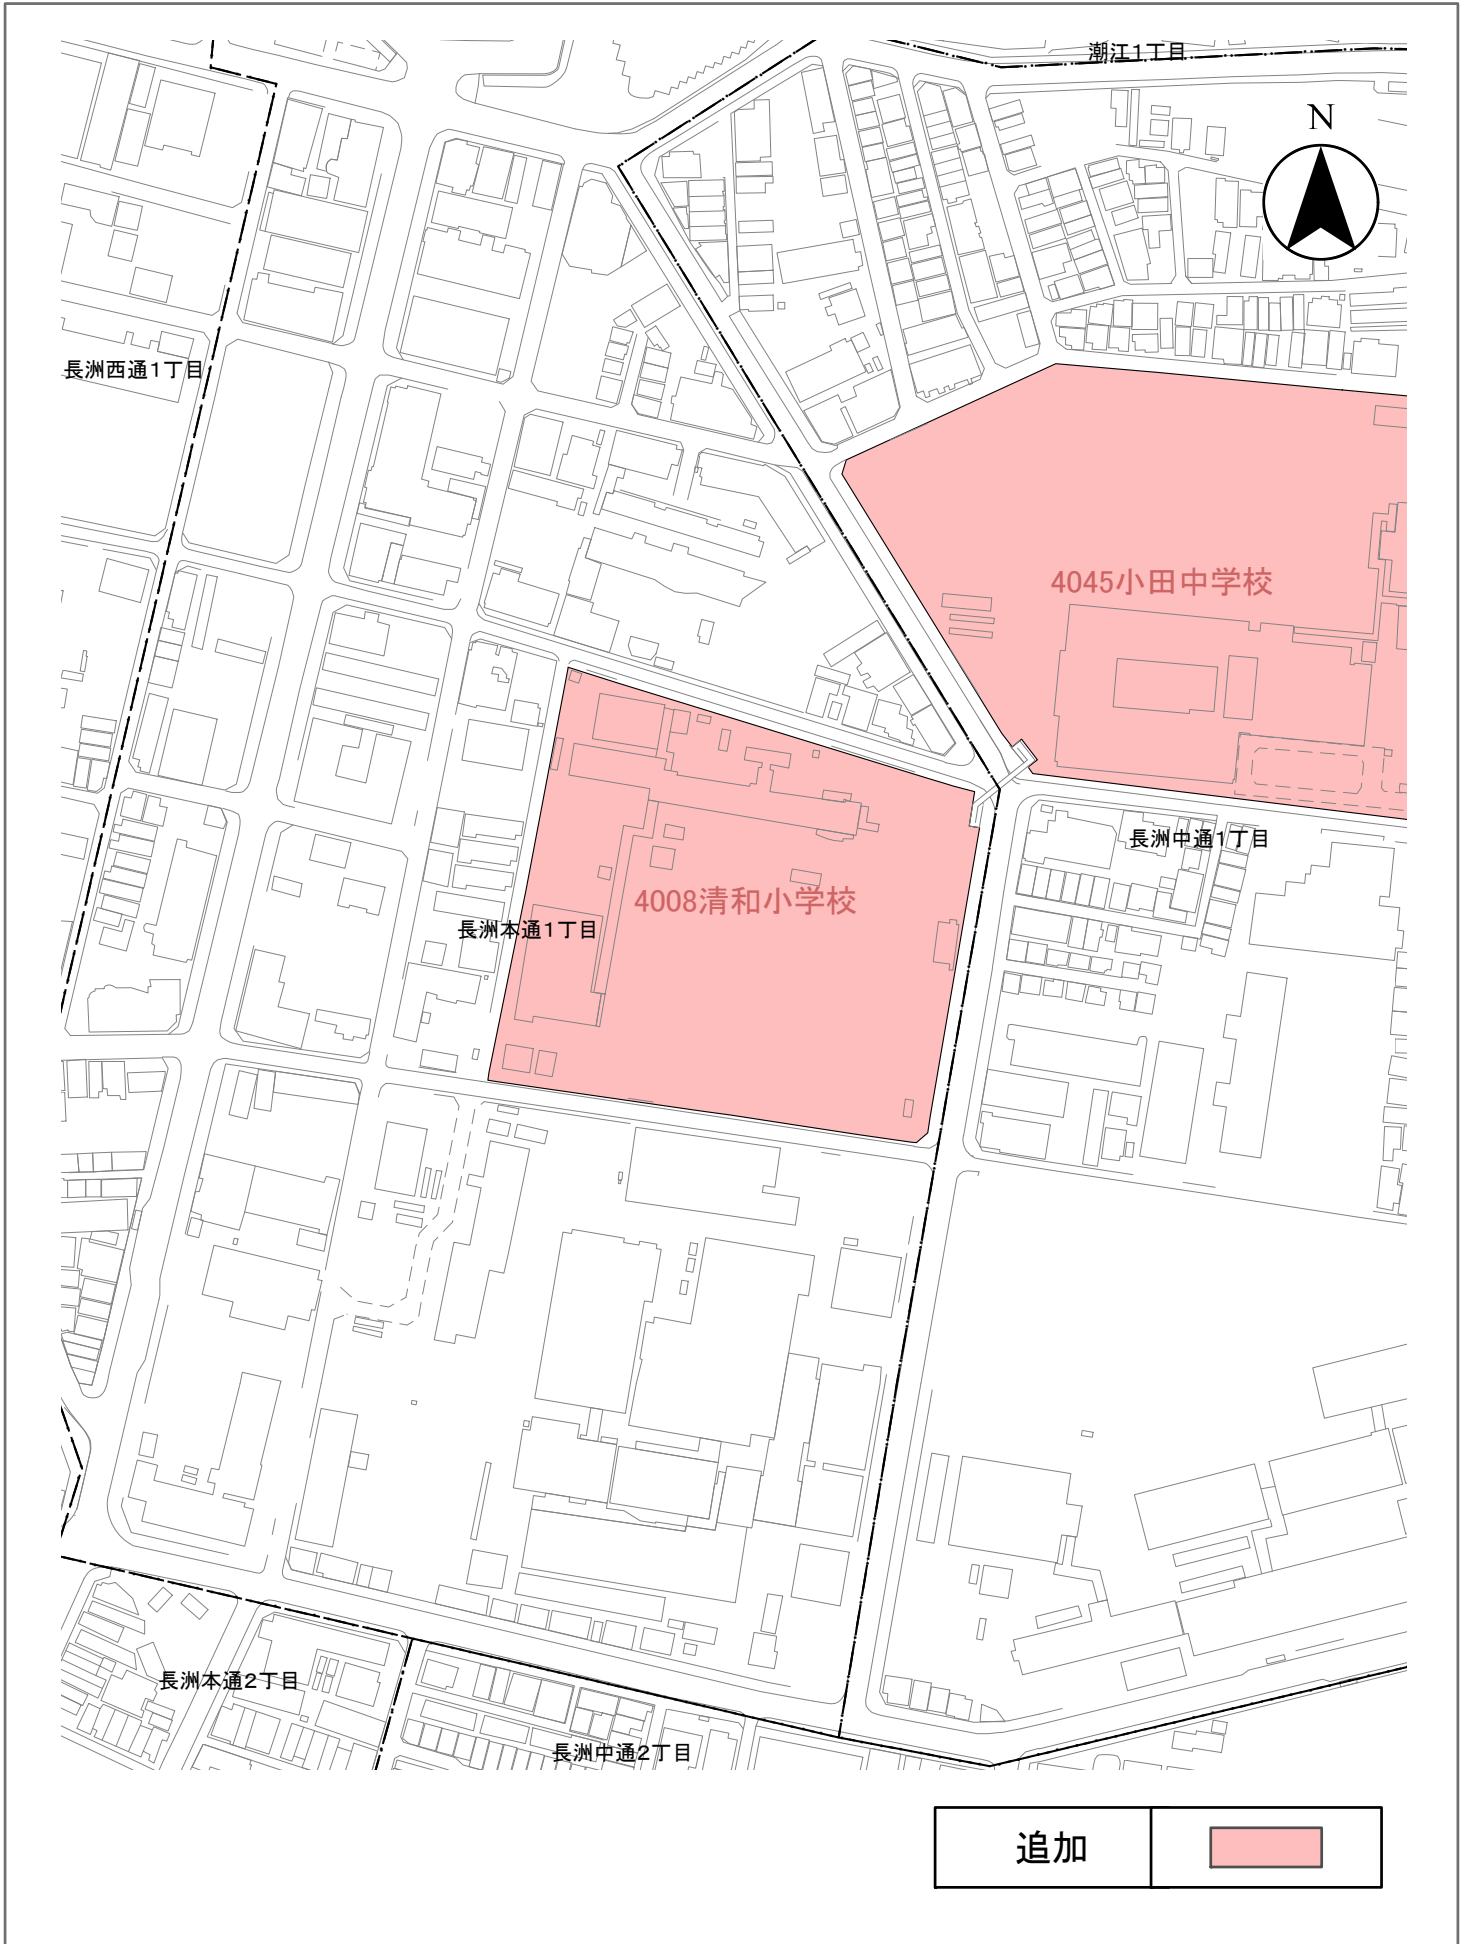 潮江1丁目
N
長洲西通1丁目
4045小田中学校
長洲中通1丁目
4008清和小学校
長洲本通1丁目
長洲本通2丁目
長洲中通2丁目
追加